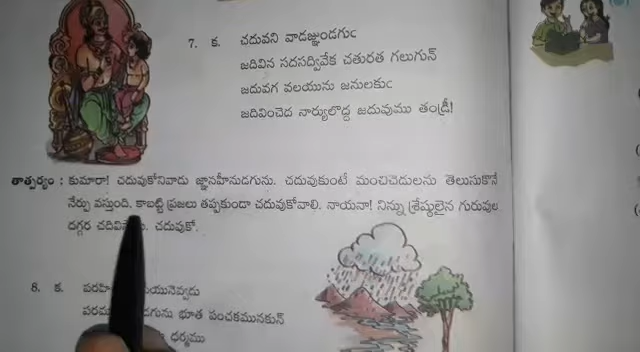 7. క. చదువని వాడజ్ఞుండగుఁ
జదివిన సదసద్వివేక చతురత గలుగున్
జదువగ వలయును జనులకుఁ
జదివించెద నార్యులొద్ద జదువుము తండ్రీ!
తాత్పర్యం : కుమారా! చదువుకోనివాడు జ్ఞానహీనుడగును. చదువుకుంటే మంచిచెడులను తెలుసుకొనే
నేర్పు వస్తుంది. కాబట్టి ప్రజలు తప్పకుండా చదువుకోవాలి. నాయనా! నిన్ను శ్రేష్ఠులైన గురువుల
దగ్గర చదువుకో.
8. క.
భూత పంచకమునకున్
ధర్మము